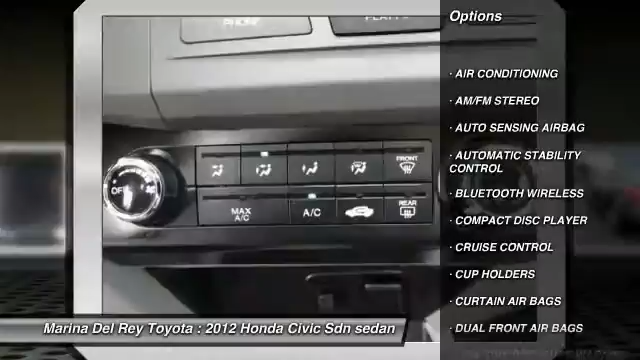 Options
PHONE
· AIR CONDITIONING
· AM/FM STEREO
· AUTO SENSING AIRBAG
· AUTOMATIC STABILITY
CONTROL
· BLUETOOTH WIRELESS
· COMPACT DISC PLAYER
· CRUISE CONTROL
· CUP HOLDERS
· CURTAIN AIR BAGS
· DUAL FRONT AIR BAGS
FRONT
OFF
MAX
A/C
A/C
REAR
Marina Del Rey Toyota : 2012 Honda Civic Sdn sedan